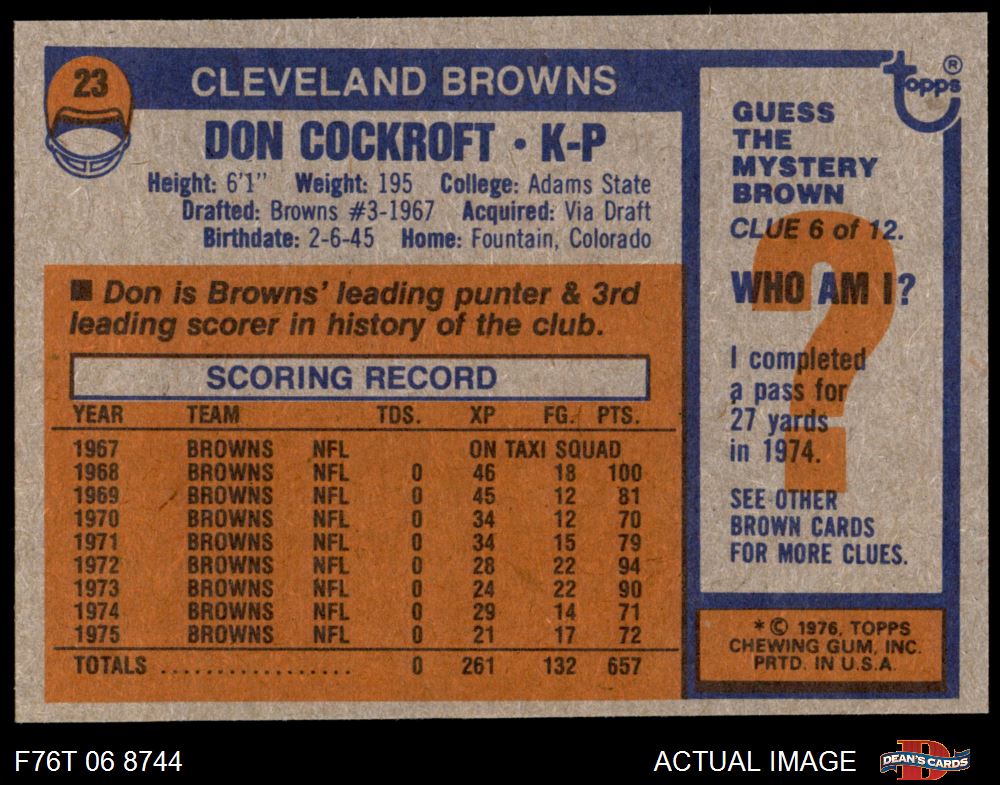 23
CLEVELAND BROWNS
DON COCKROFT • K-P
Height: 6'1" Weight: 195 College: Adams State
Drafted: Browns #3-1967 Acquired: Via Draft
Birthdate: 2-6-45 Home: Fountain, Colorado
■ Don is Browns' leading punter & 3rd
leading scorer in history of the club.
SCORING RECORD
YEAR TEAM TDS. XP FG. PTS.
1967 BROWNS NFL ON TAXI SQUAD
1968 BROWNS NFL 0 46 18 100
1969 BROWNS NFL 0 45 12 81
1970 BROWNS NFL 0 34 12 70
1971 BROWNS NFL 0 34 15 79
1972 BROWNS NFL 0 28 22 94
1973 BROWNS NFL 0 24 22 90
1974 BROWNS NFL 0 29 14 71
1975 BROWNS NFL 0 21 17 72
TOTALS ................. 0 261 132 657
topps ®
GUESS
THE
MYSTERY
BROWN
CLUE 6 of 12.
?
WHO AM I?
I completed
a pass for
27 yards
in 1974.
SEE OTHER
BROWN CARDS
FOR MORE CLUES.
* © 1976, TOPPS
CHEWING GUM, INC.
PRTD. IN U.S.A.
F76T 06 8744
ACTUAL IMAGE
D
DEAN'S CARDS